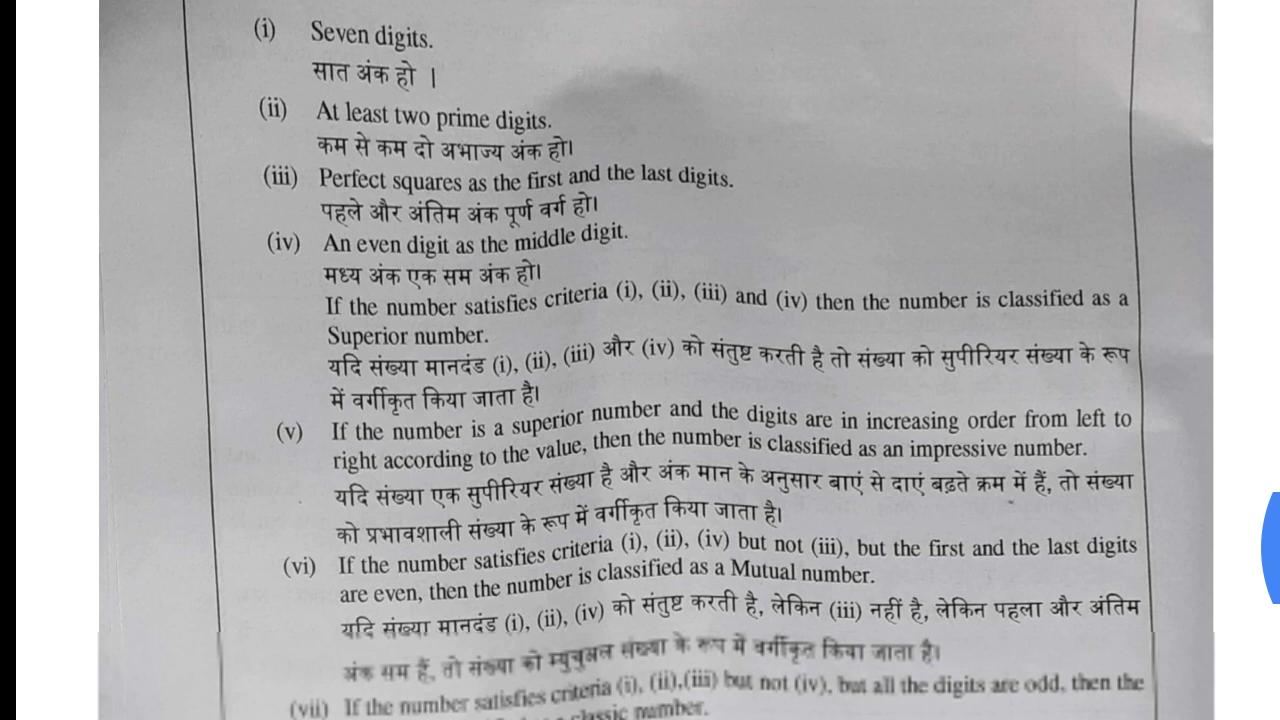 (i) Seven digits.
सात अंक हो ।
(ii) At least two prime digits.
कम से कम दो अभाज्य अंक हो।
(iii) Perfect squares as the first and the last digits.
पहले और अंतिम अंक पूर्ण वर्ग हो।
(iv) An even digit as the middle digit.
मध्य अंक एक सम अंक हो।
If the number satisfies criteria (i), (ii), (iii) and (iv) then the number is classified as a
Superior number.
यदि संख्या मानदंड (i), (ii), (iii) और (iv) को संतुष्ट करती है तो संख्या को सुपीरियर संख्या के रूप
में वर्गीकृत किया जाता है।
(v) If the number is a superior number and the digits are in increasing order from left to
right according to the value, then the number is classified as an impressive number.
यदि संख्या एक सुपीरियर संख्या है और अंक मान के अनुसार बाएं से दाएं बढ़ते क्रम में हैं, तो संख्या
को प्रभावशाली संख्या के रूप में वर्गीकृत किया जाता है।
(vi) If the number satisfies criteria (i), (ii), (iv) but not (iii), but the first and the last digits
are even, then the number is classified as a Mutual number.
यदि संख्या मानदंड (i), (ii), (iv) को संतुष्ट करती है, लेकिन (iii) नहीं है, लेकिन पहला और अंतिम
अंक सम हैं, तो संख्या को म्युचुअल संख्या के रूप में वर्गीकृत किया जाता है।
(vii) If the number satisfies criteria (i), (ii),(iii) but not (iv), but all the digits are odd, then the
classic number.